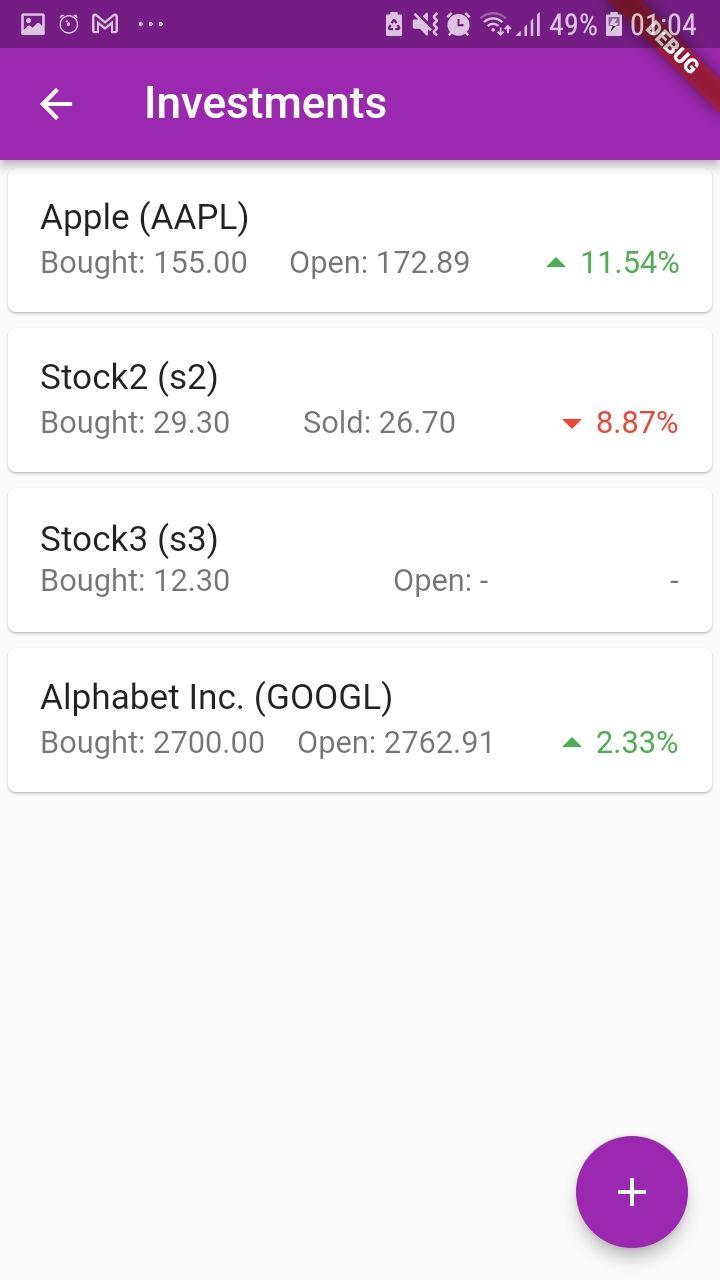 49% 01:04
DEBUG
Investments
Apple (AAPL)
Bought: 155.00 Open: 172.89 11.54%
Stock2 (s2)
Bought: 29.30 Sold: 26.70 8.87%
Stock3 (s3)
Bought: 12.30 Open: - -
Alphabet Inc. (GOOGL)
Bought: 2700.00 Open: 2762.91 2.33%